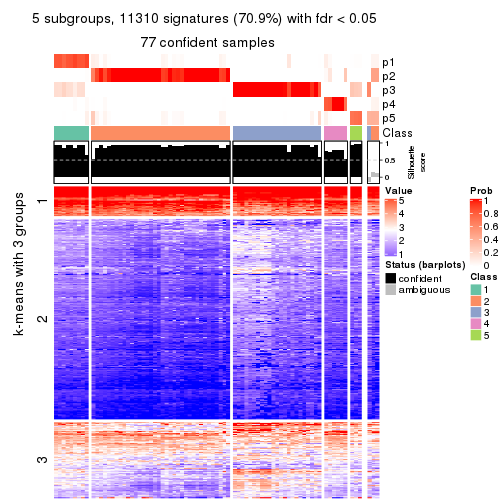 5 subgroups, 11310 signatures (70.9%) with fdr < 0.05
77 confident samples
p1
p2
p3
p4
p5
Class
1
0.5
0
Silhouette
score
k-means with 3 groups
1
2
3
Value
5
4
3
2
1
Status (barplots)
confident
ambiguous
Prob
1
0.8
0.6
0.4
0.2
0
Class
1
2
3
4
5